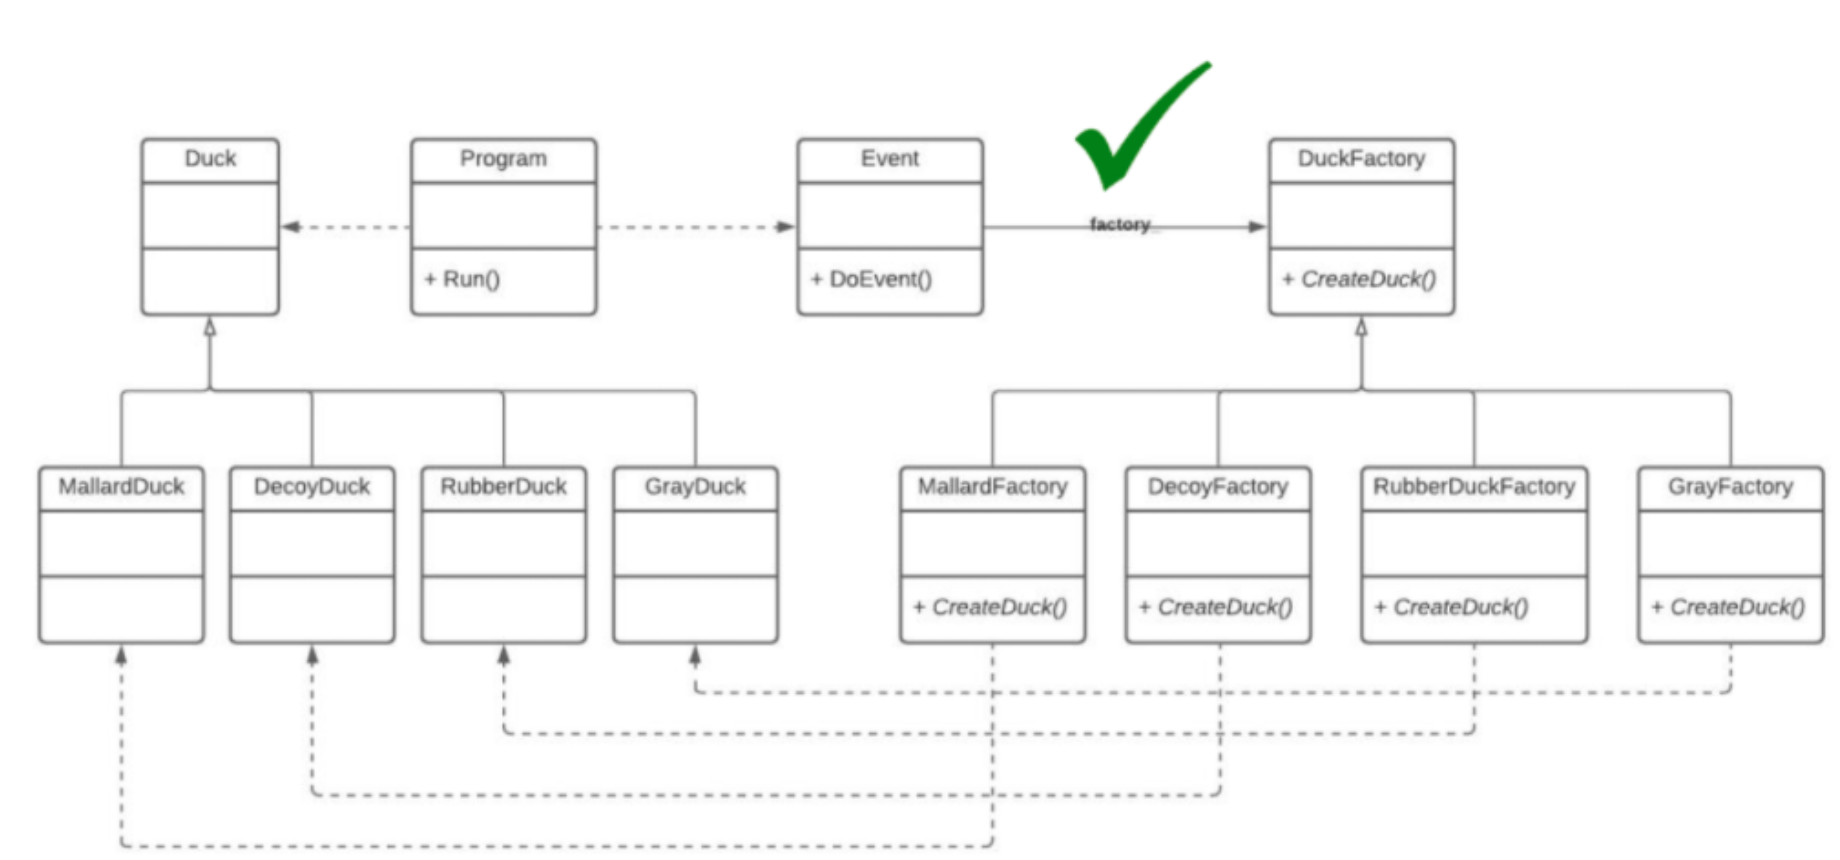 Duck
Program
Event
DuckFactory
factory_
+ Run()
+ DoEvent()
+ CreateDuck()
MallardDuck
DecoyDuck
RubberDuck
GrayDuck
MallardFactory
DecoyFactory
RubberDuckFactory
GrayFactory
+ CreateDuck()
+ CreateDuck()
+ CreateDuck()
+ CreateDuck()